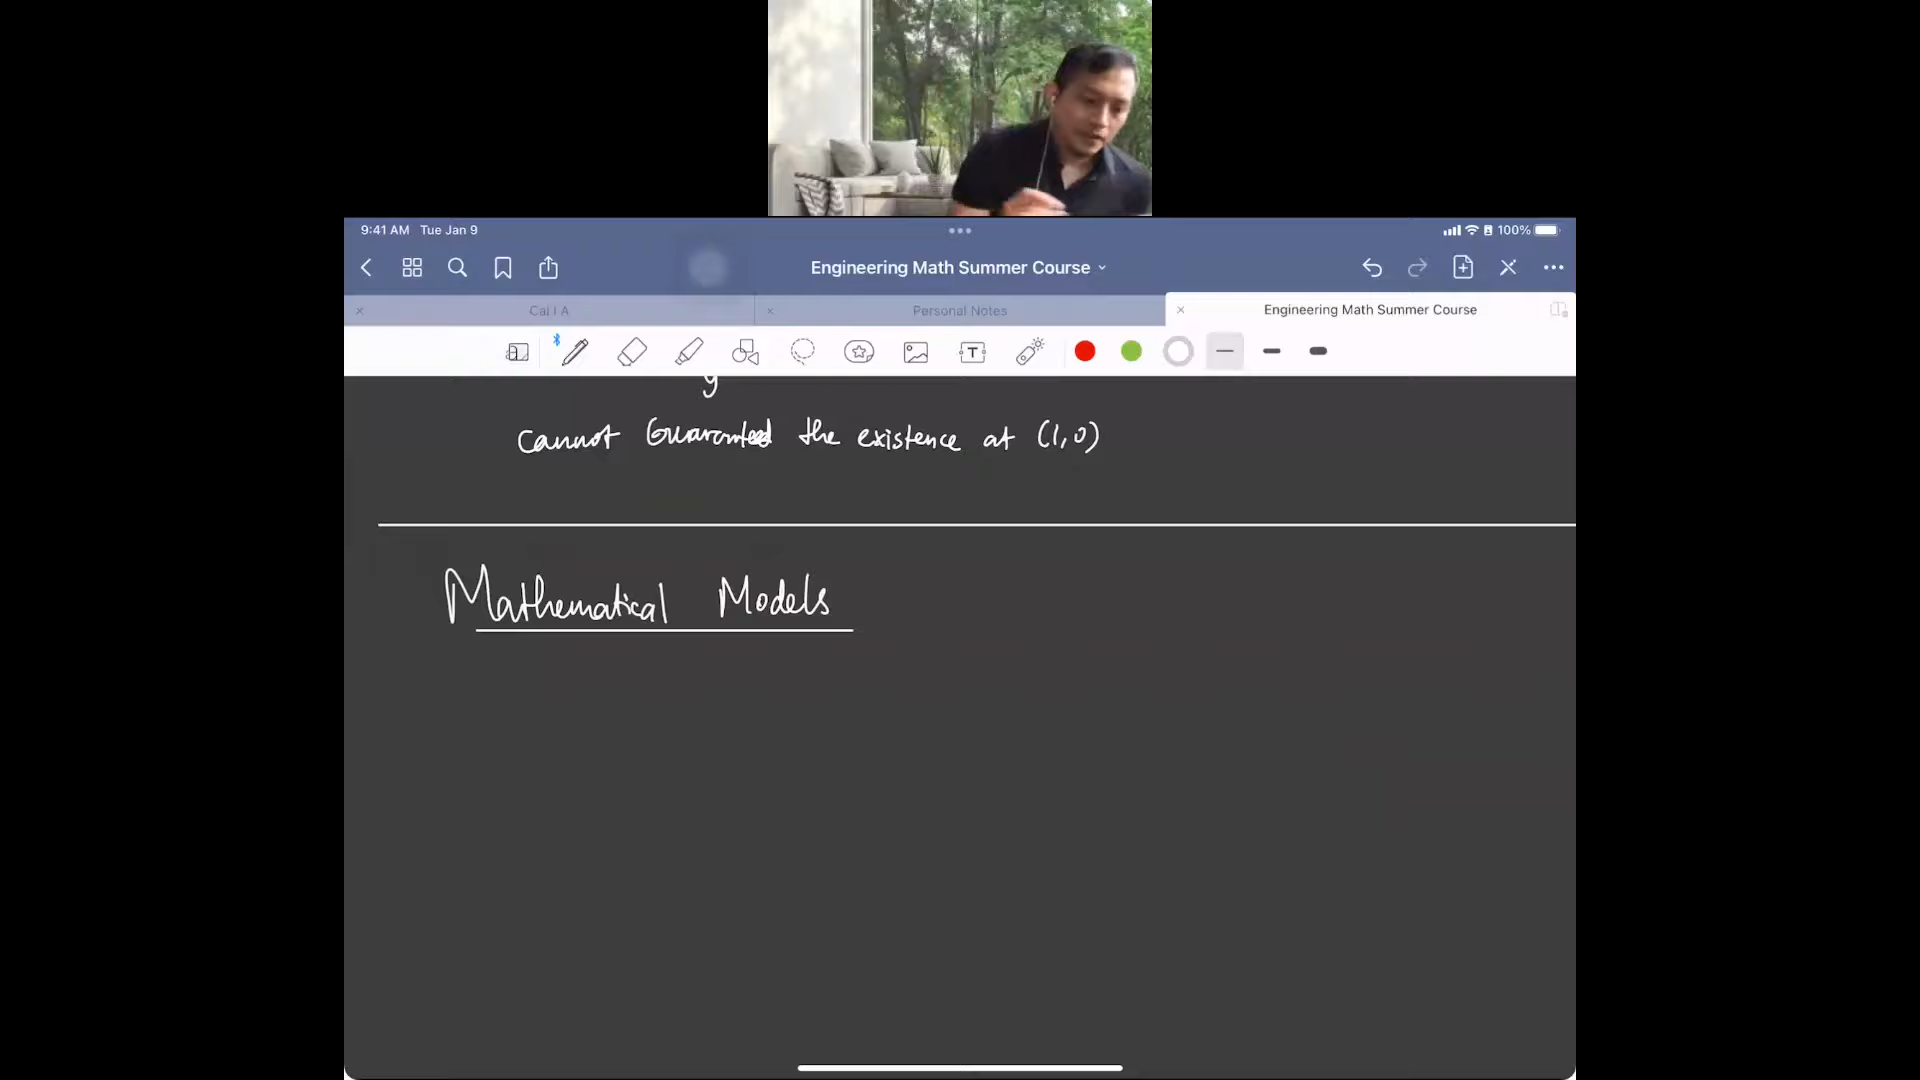 9:41 AM Tue Jan 9
100%
Engineering Math Summer Course
Cal I A
Personal Notes
Engineering Math Summer Course
T
y
cannot Guaranteed the existence at (1,0)
Mathematical Models